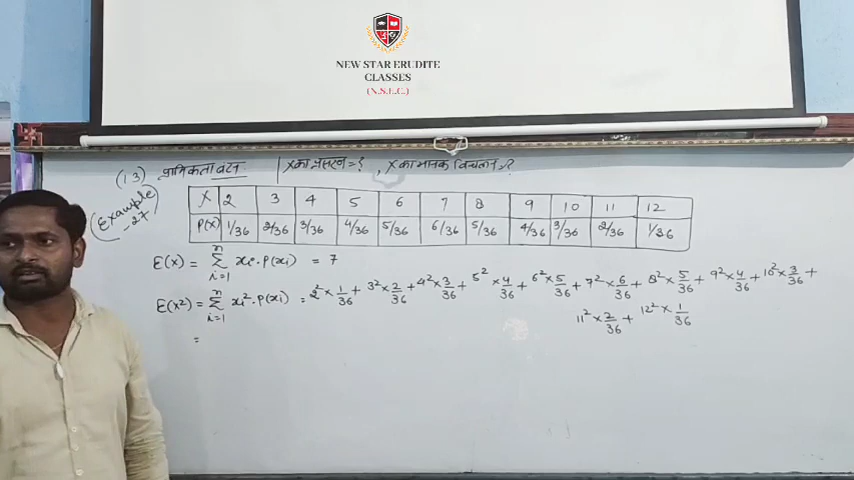 NEW STAR ERUDITE
CLASSES
(N.S.E.C.)
(13) प्रायिकता बंटन | X का प्रसरण = ? , X का मानक विचलन = ?
(Example -27)
X 2 3 4 5 6 7 8 9 10 11 12
P(X) 1/36 2/36 3/36 4/36 5/36 6/36 5/36 4/36 3/36 2/36 1/36
E(X) = Σ_{i=1}^{n} xi · P(xi) = 7
E(X²) = Σ_{i=1}^{n} xi² · P(xi) = 2² × 1/36 + 3² × 2/36 + 4² × 3/36 + 5² × 4/36 + 6² × 5/36 + 7² × 6/36 + 8² × 5/36 + 9² × 4/36 + 10² × 3/36 +
11² × 2/36 + 12² × 1/36
=